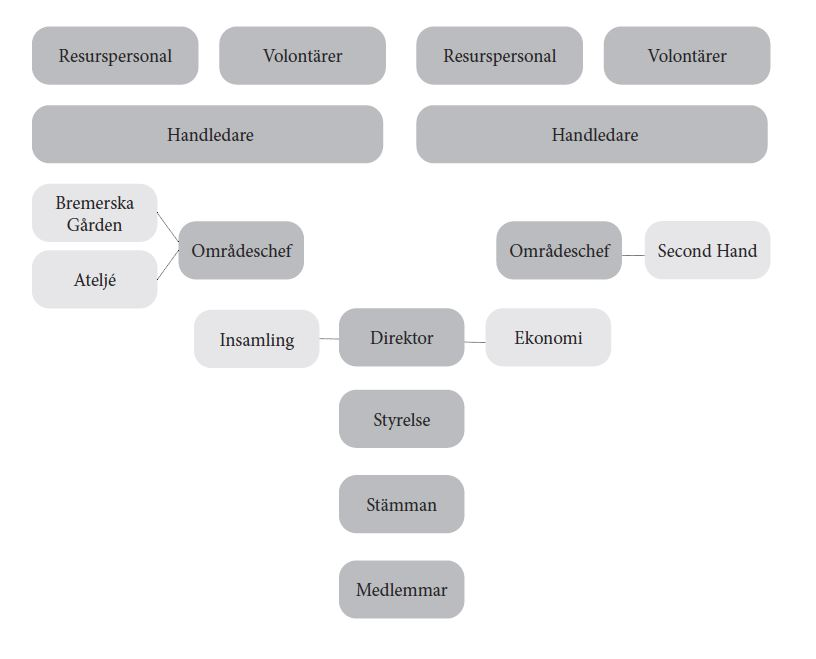 Resurspersonal
Volontärer
Resurspersonal
Volontärer
Handledare
Handledare
Bremerska
Gården
Ateljé
Områdeschef
Områdeschef
Second Hand
Insamling
Direktor
Ekonomi
Styrelse
Stämman
Medlemmar